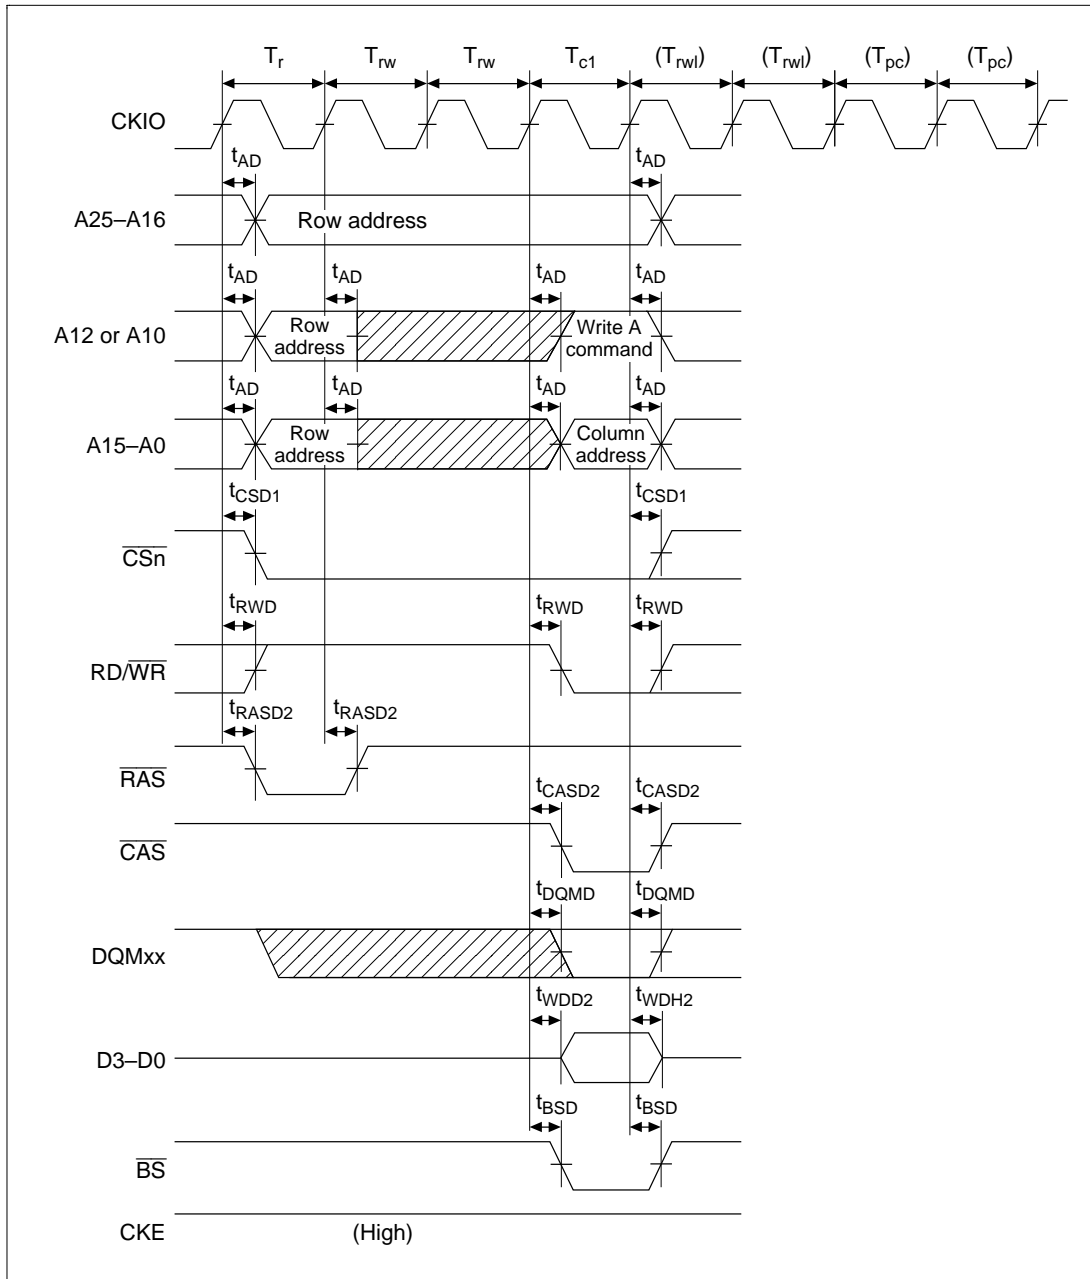 Tr Trw Trw Tc1 (Trwl) (Trwl) (Tpc) (Tpc)
CKIO
tAD tAD
A25–A16 Row address
tAD tAD tAD tAD
A12 or A10 Row address Write A command
tAD tAD tAD tAD
A15–A0 Row address Column address
tCSD1 tCSD1
CSn
tRWD tRWD tRWD
RD/WR
tRASD2 tRASD2
RAS
tCASD2 tCASD2
CAS
tDQMD tDQMD
DQMxx
tWDD2 tWDH2
D3–D0
tBSD tBSD
BS
CKE (High)